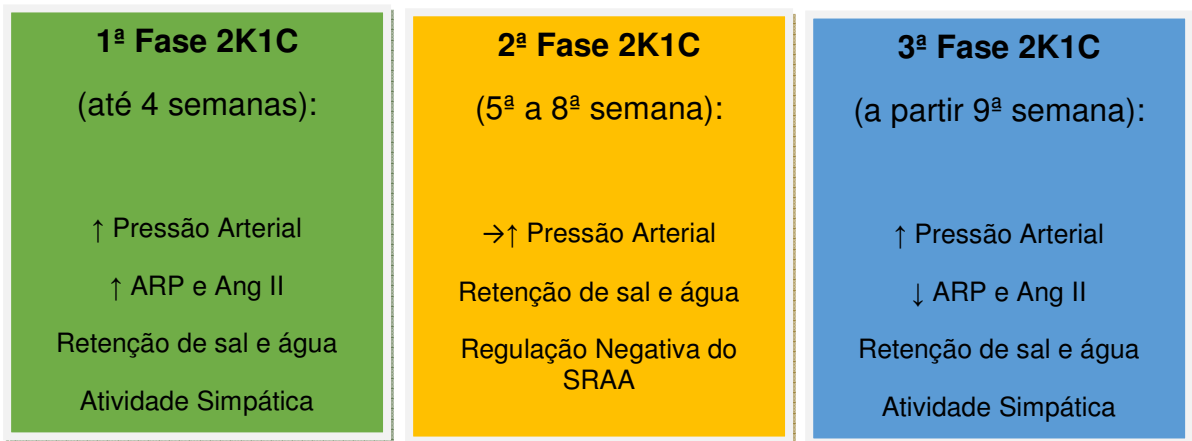 1ª Fase 2K1C
(até 4 semanas):
↑ Pressão Arterial
↑ ARP e Ang II
Retenção de sal e água
Atividade Simpática
2ª Fase 2K1C
(5ª a 8ª semana):
→↑ Pressão Arterial
Retenção de sal e água
Regulação Negativa do
SRAA
3ª Fase 2K1C
(a partir 9ª semana):
↑ Pressão Arterial
↓ ARP e Ang II
Retenção de sal e água
Atividade Simpática